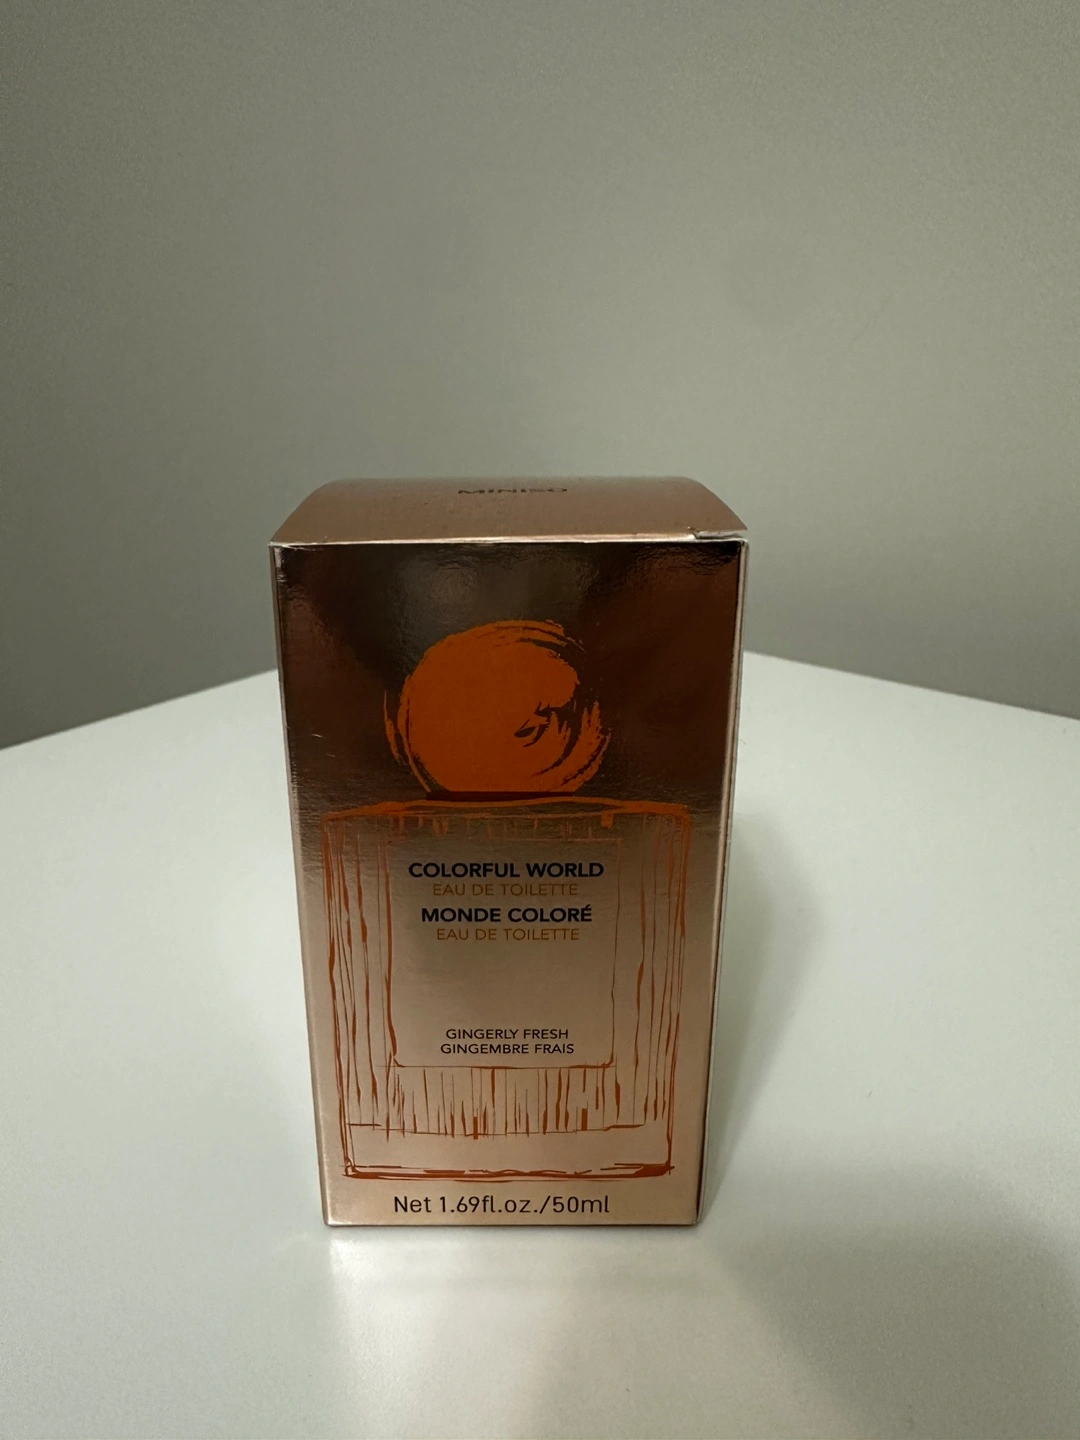 MINISO
COLORFUL WORLD
EAU DE TOILETTE
MONDE COLORÉ
EAU DE TOILETTE
GINGERLY FRESH
GINGEMBRE FRAIS
Net 1.69fl.oz./50ml